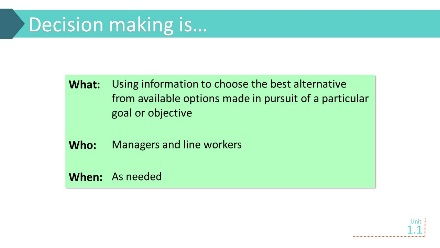 Decision making is…
What: Using information to choose the best alternative
from available options made in pursuit of a particular
goal or objective
Who: Managers and line workers
When: As needed
Unit
1.1